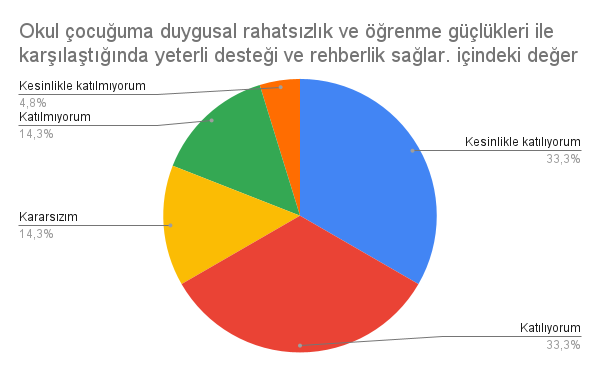 Okul çocuğuma duygusal rahatsızlık ve öğrenme güçlükleri ile
karşılaştığında yeterli desteği ve rehberlik sağlar. içindeki değer
Kesinlikle katılmıyorum
4,8%
Katılmıyorum
14,3%
Kesinlikle katılıyorum
33,3%
Kararsızım
14,3%
Katılıyorum
33,3%